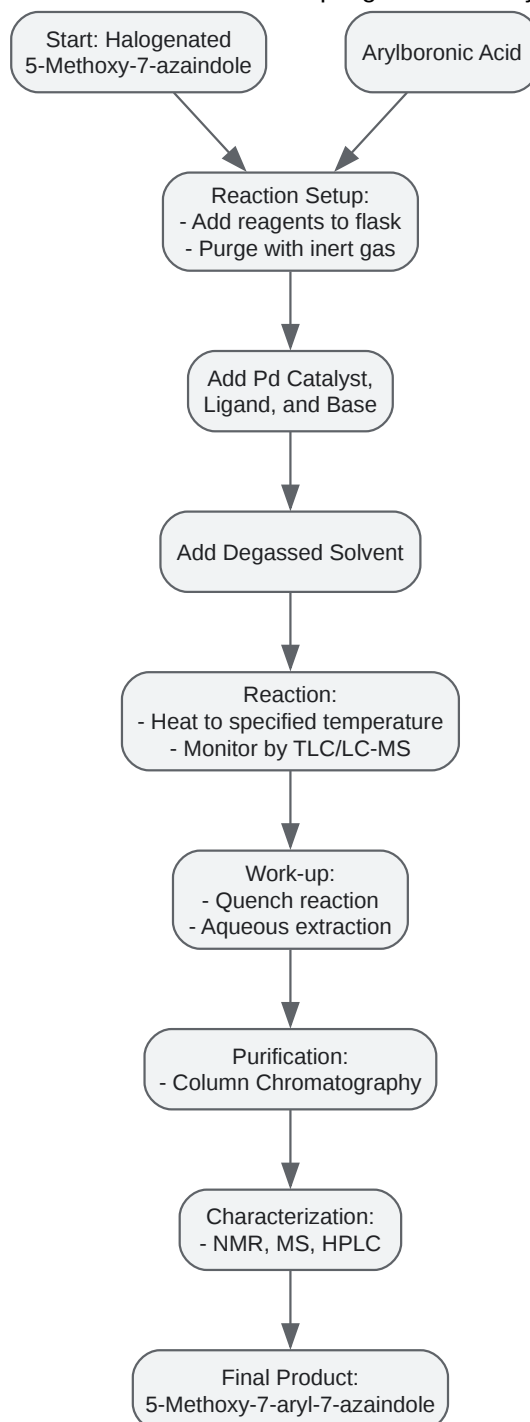 Start: Halogenated
5-Methoxy-7-azaindole
Arylboronic Acid
Reaction Setup:
- Add reagents to flask
- Purge with inert gas
Add Pd Catalyst,
Ligand, and Base
Add Degassed Solvent
Reaction:
- Heat to specified temperature
- Monitor by TLC/LC-MS
Work-up:
- Quench reaction
- Aqueous extraction
Purification:
- Column Chromatography
Characterization:
- NMR, MS, HPLC
Final Product:
5-Methoxy-7-aryl-7-azaindole